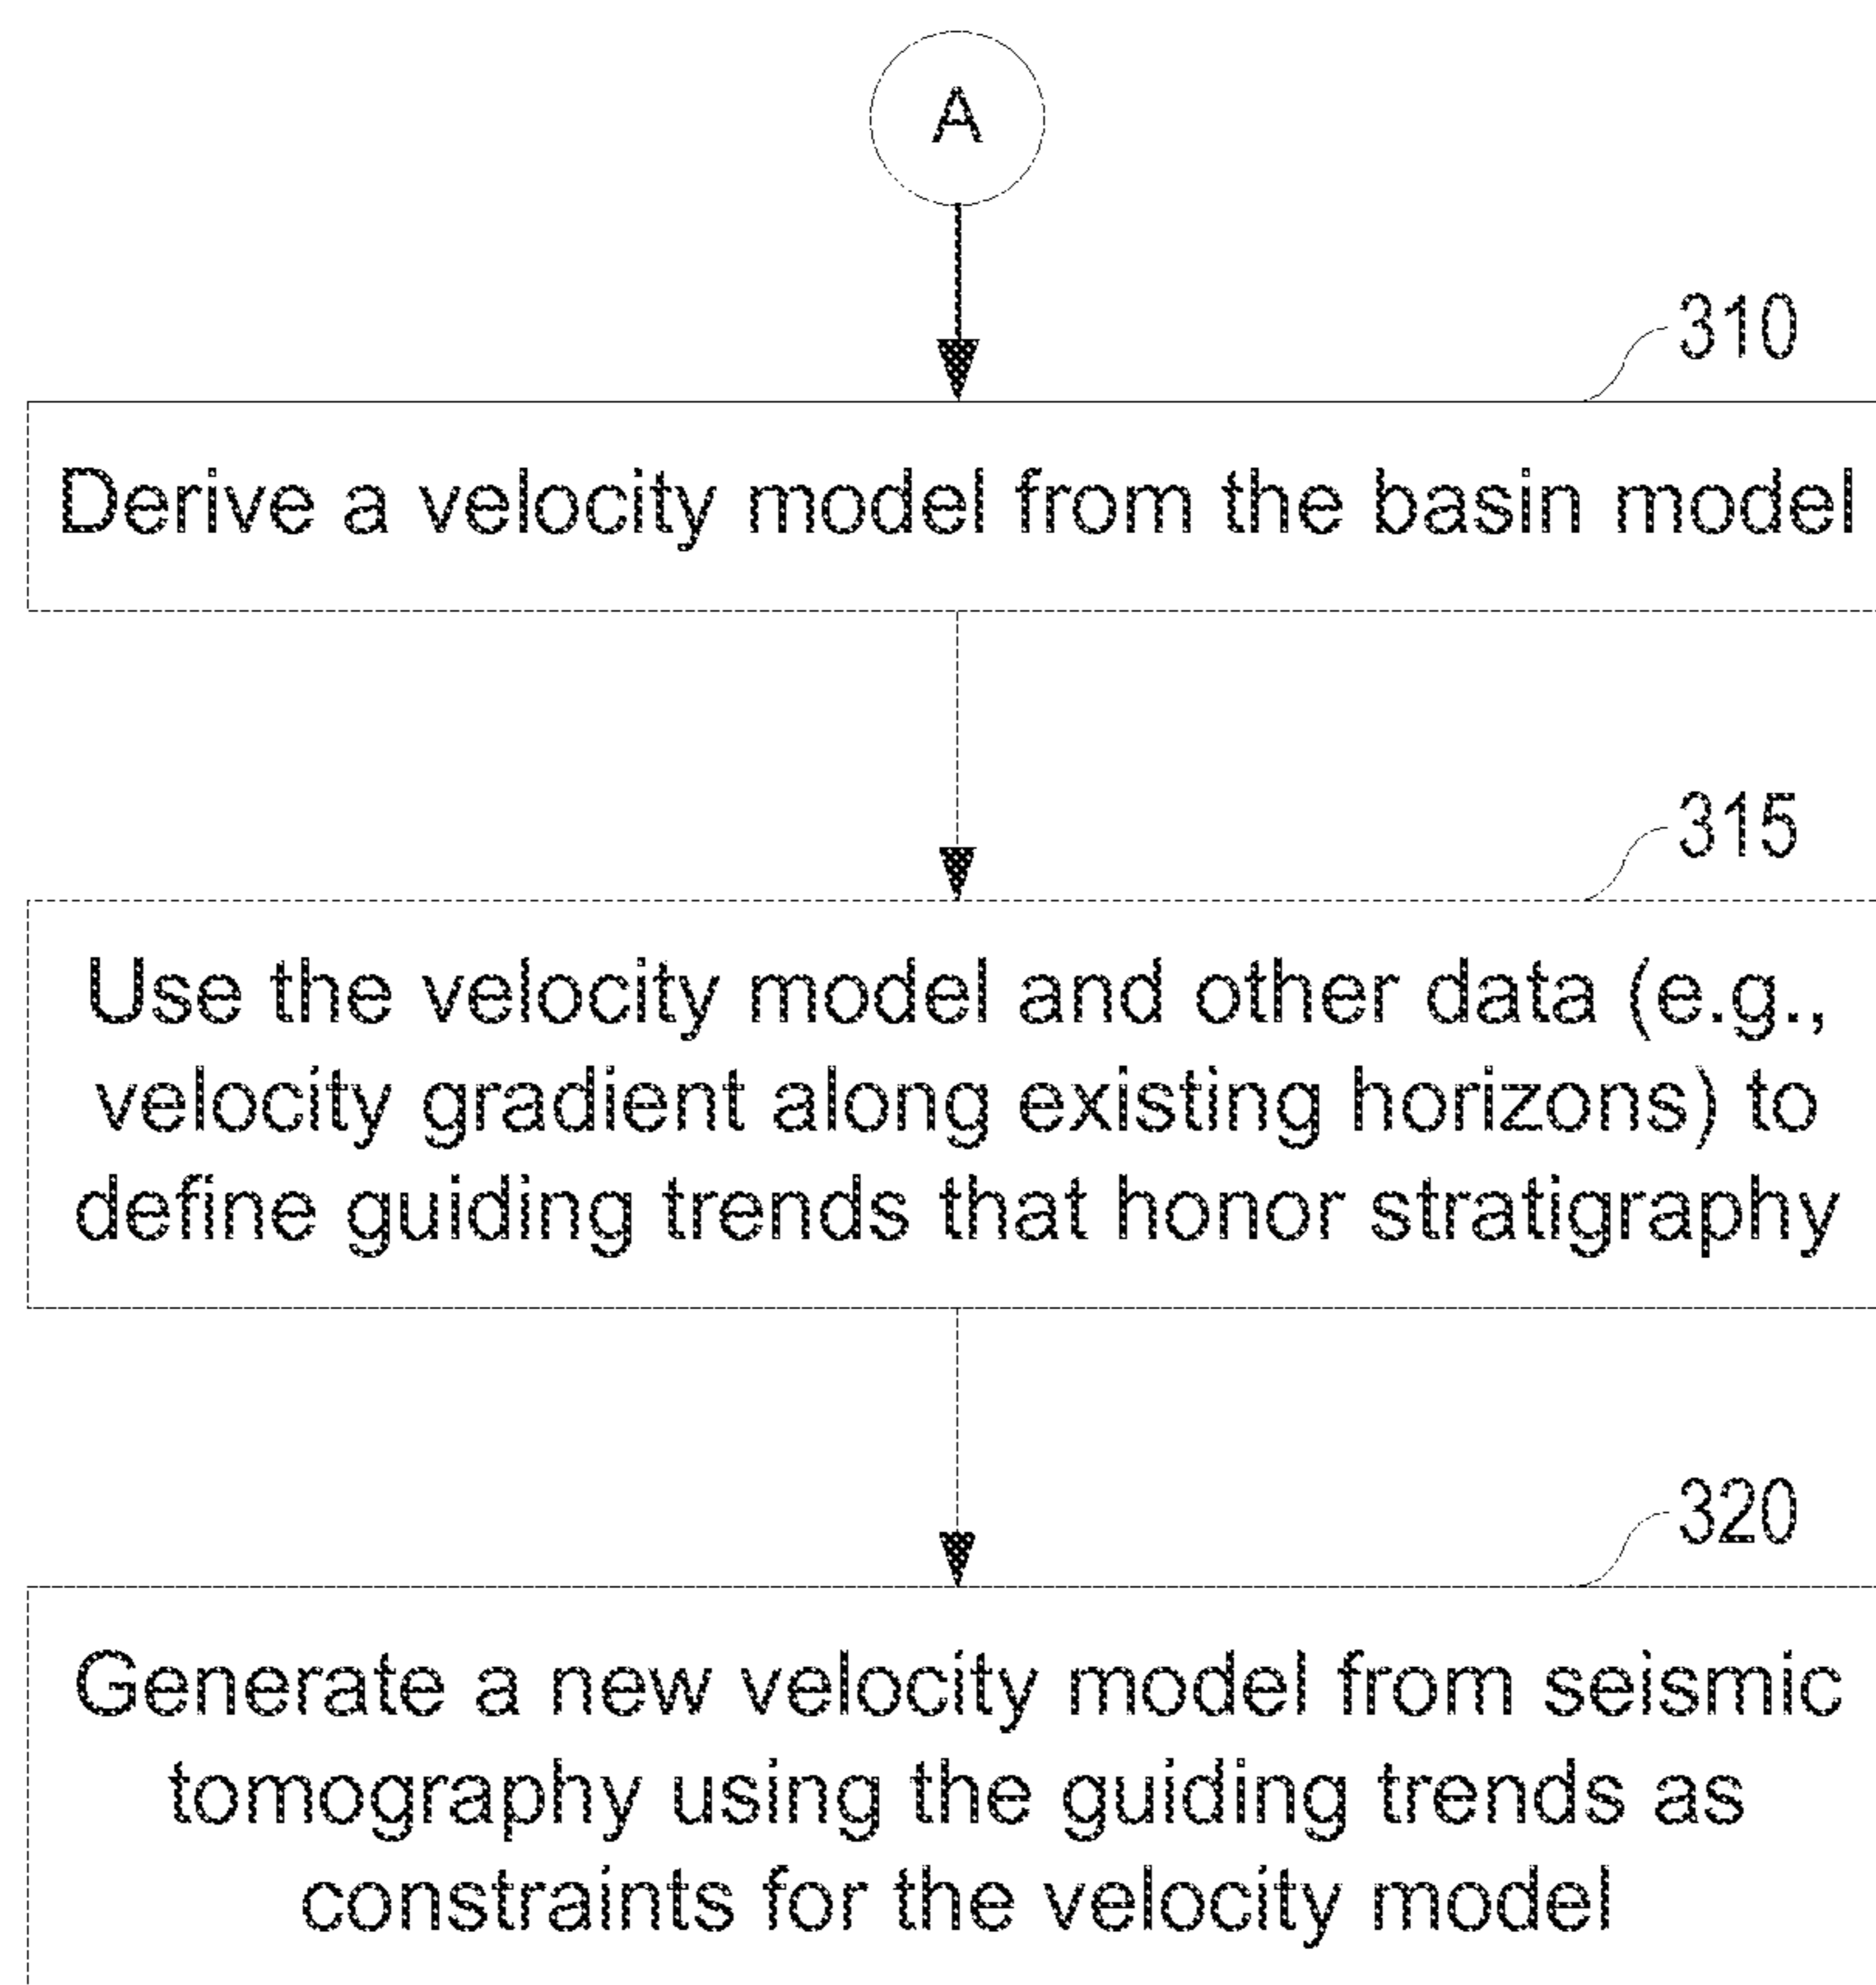 A
310
Derive a velocity model from the basin model
315
Use the velocity model and other data (e.g.,
velocity gradient along existing horizons) to
define guiding trends that honor stratigraphy
320
Generate a new velocity model from seismic
tomography using the guiding trends as
constraints for the velocity model